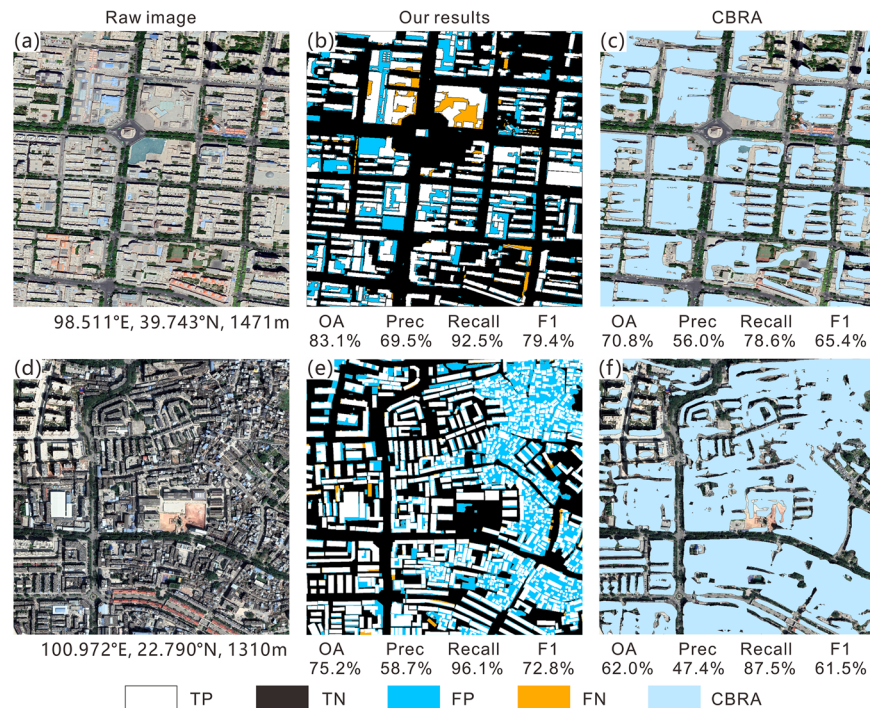 Raw image Our results CBRA
(a) (b) (c)
98.511°E, 39.743°N, 1471m
OA Prec Recall F1 OA Prec Recall F1
83.1% 69.5% 92.5% 79.4% 70.8% 56.0% 78.6% 65.4%
(d) (e) (f)
100.972°E, 22.790°N, 1310m
OA Prec Recall F1 OA Prec Recall F1
75.2% 58.7% 96.1% 72.8% 62.0% 47.4% 87.5% 61.5%
TP TN FP FN CBRA